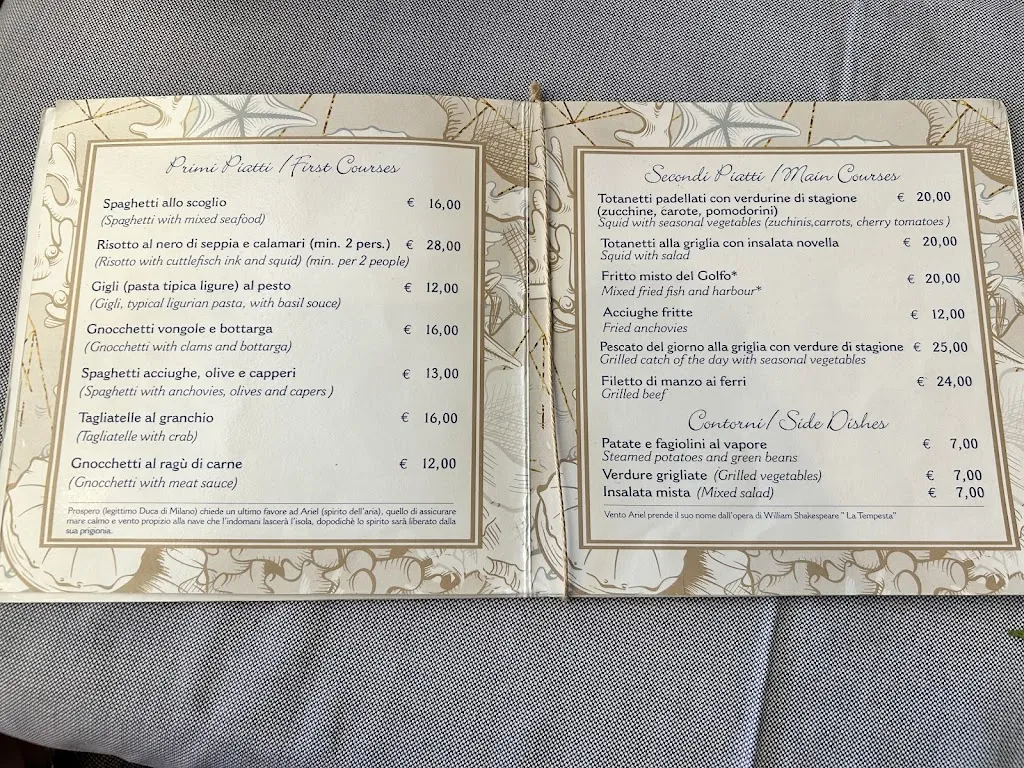 Primi Piatti / First Courses
Spaghetti allo scoglio € 16,00
(Spaghetti with mixed seafood)
Risotto al nero di seppia e calamari (min. 2 pers.) € 28,00
(Risotto with cuttlefisch ink and squid) (min. per 2 people)
Gigli (pasta tipica ligure) al pesto € 12,00
(Gigli, typical ligurian pasta, with basil souce)
Gnocchetti vongole e bottarga € 16,00
(Gnocchetti with clams and bottarga)
Spaghetti acciughe, olive e capperi € 13,00
(Spaghetti with anchovies, olives and capers )
Tagliatelle al granchio € 16,00
(Tagliatelle with crab)
Gnocchetti al ragù di carne € 12,00
(Gnocchetti with meat sauce)
Prospero (legittimo Duca di Milano) chiede un ultimo favore ad Ariel (spirito dell'aria), quello di assicurare
mare calmo e vento propizio alla nave che l'indomani lascerà l'isola, dopodichè lo spirito sarà liberato dalla
sua prigionia.
Secondi Piatti / Main Courses
Totanetti padellati con verdurine di stagione € 20,00
(zucchine, carote, pomodorini)
Squid with seasonal vegetables (zuchinis,carrots, cherry tomatoes )
Totanetti alla griglia con insalata novella € 20,00
Squid with salad
Fritto misto del Golfo* € 20,00
Mixed fried fish and harbour*
Acciughe fritte € 12,00
Fried anchovies
Pescato del giorno alla griglia con verdure di stagione € 25,00
Grilled catch of the day with seasonal vegetables
Filetto di manzo ai ferri € 24,00
Grilled beef
Contorni / Side Dishes
Patate e fagiolini al vapore € 7,00
Steamed potatoes and green beans
Verdure grigliate (Grilled vegetables) € 7,00
Insalata mista (Mixed salad) € 7,00
Vento Ariel prende il suo nome dall'opera di William Shakespeare " La Tempesta"